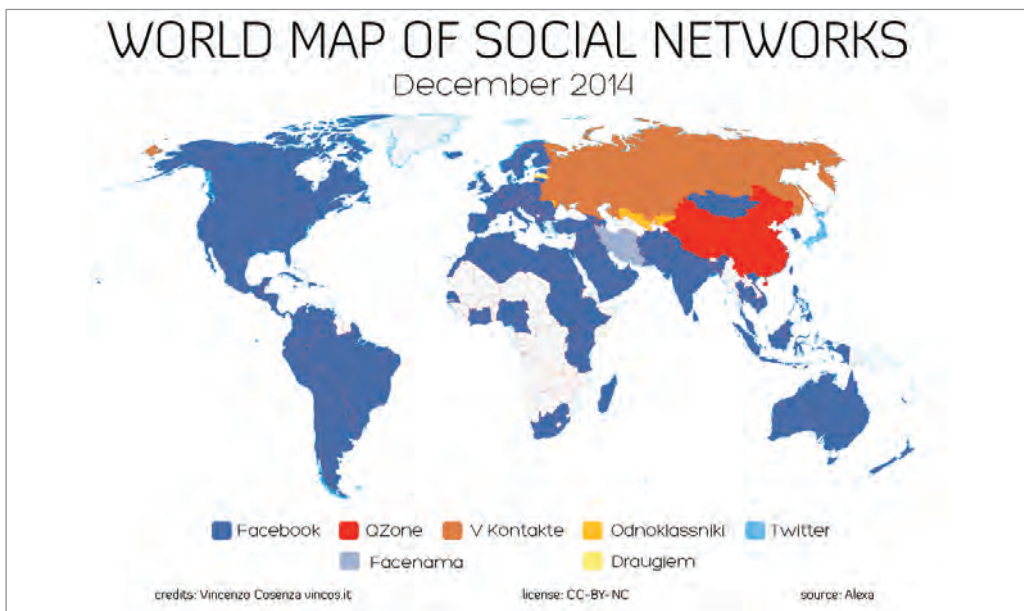 WORLD MAP OF SOCIAL NETWORKS
December 2014
Facebook QZone V Kontakte Odnoklassniki Twitter
Facenama Draugiem
credits: Vincenzo Cosenza vincos.it license: CC-BY-NC source: Alexa